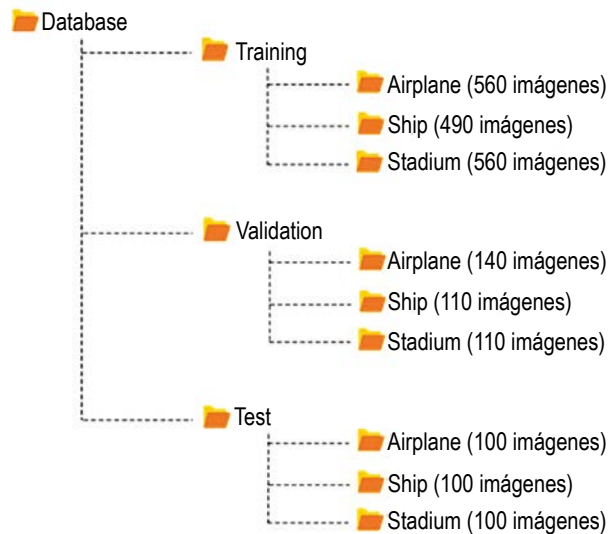 Database
Training
Airplane (560 imágenes)
Ship (490 imágenes)
Stadium (560 imágenes)
Validation
Airplane (140 imágenes)
Ship (110 imágenes)
Stadium (110 imágenes)
Test
Airplane (100 imágenes)
Ship (100 imágenes)
Stadium (100 imágenes)